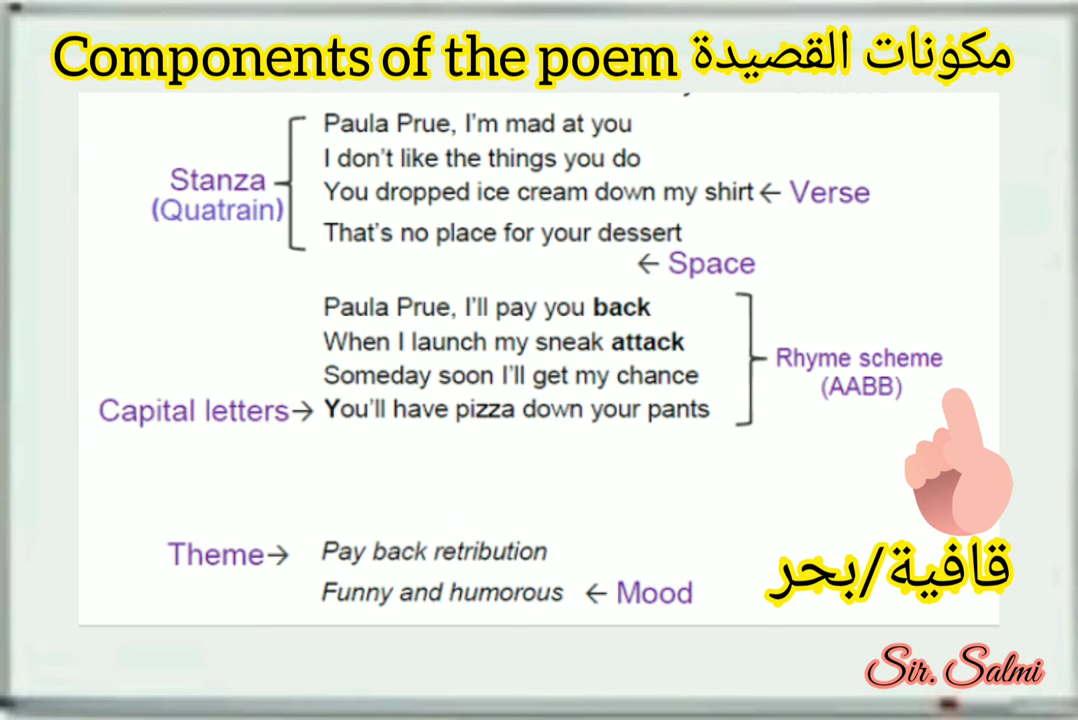 Components of the poem مكونات القصيدة
Paula Prue, I'm mad at you
I don't like the things you do
Stanza
(Quatrain)
You dropped ice cream down my shirt ← Verse
That's no place for your dessert
← Space
Paula Prue, I'll pay you back
When I launch my sneak attack
Someday soon I'll get my chance
Rhyme scheme
(AABB)
Capital letters→ You'll have pizza down your pants
Theme→ Pay back retribution
Funny and humorous ← Mood
قافية/بحر
Sir. Salmi